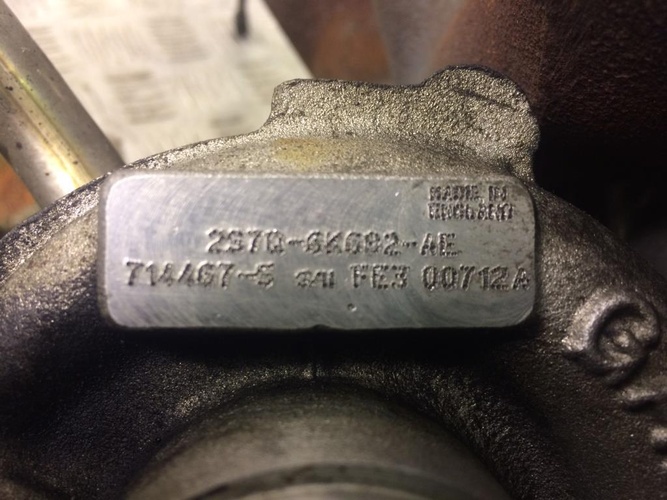 MADE IN
ENGLAND
2S7Q-6K682-AE
714467-5 S/N FE3 00712A